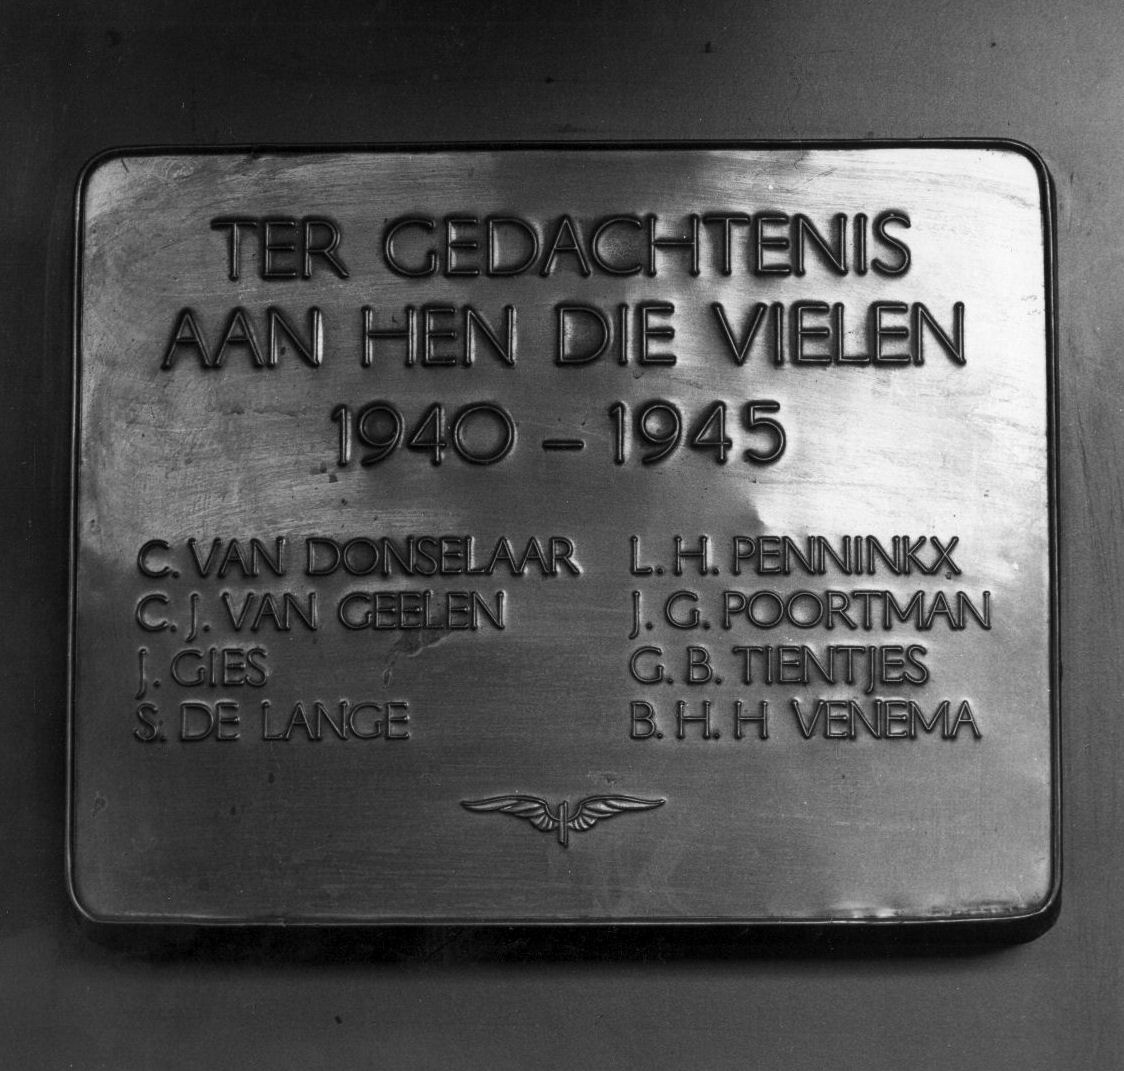 TER GEDACHTENIS
AAN HEN DIE VIELEN
1940 – 1945
C. VAN DONSELAAR
C. J. VAN GEELEN
J. GIES
S. DE LANGE
L. H. PENNINKX
J. G. POORTMAN
G. B. TIENTJES
B. H. H VENEMA